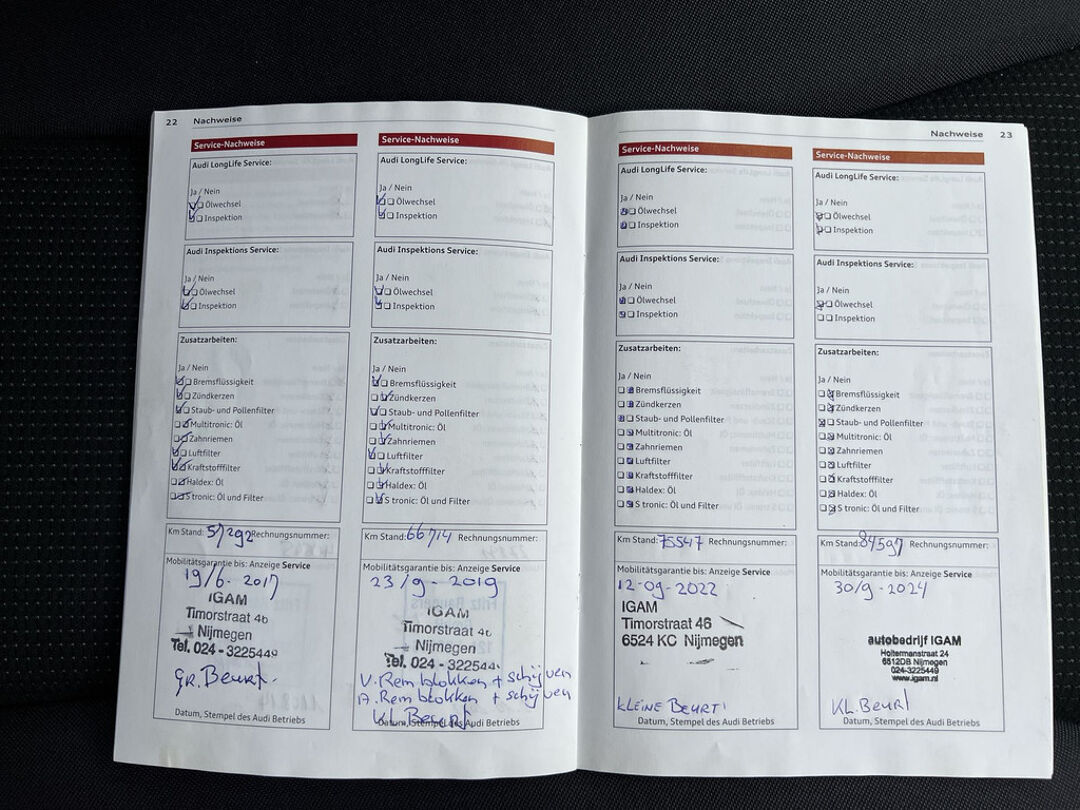 22 Nachweise
Service-Nachweise
Audi LongLife Service:
Ja / Nein
Ölwechsel
Inspektion
Audi Inspektions Service:
Ja / Nein
Ölwechsel
Inspektion
Zusatzarbeiten:
Ja / Nein
Bremsflüssigkeit
Zündkerzen
Staub- und Pollenfilter
Multitronic: Öl
Zahnriemen
Luftfilter
Kraftstofffilter
Haldex: Öl
S tronic: Öl und Filter
Km Stand: 57292 Rechnungsnummer:
Mobilitätsgarantie bis: Anzeige Service
19/6 - 2017
IGAM
Timorstraat 46
Nijmegen
Tel. 024 - 3225449
GR. Beurt.
Datum, Stempel des Audi Betriebs
Service-Nachweise
Audi LongLife Service:
Ja / Nein
Ölwechsel
Inspektion
Audi Inspektions Service:
Ja / Nein
Ölwechsel
Inspektion
Zusatzarbeiten:
Ja / Nein
Bremsflüssigkeit
Zündkerzen
Staub- und Pollenfilter
Multitronic: Öl
Zahnriemen
Luftfilter
Kraftstofffilter
Haldex: Öl
S tronic: Öl und Filter
Km Stand: 66714 Rechnungsnummer:
Mobilitätsgarantie bis: Anzeige Service
23/9 - 2019
IGAM
Timorstraat 46
Nijmegen
Tel. 024 - 3225449
V. Remblokken + schijven
A. Remblokken + schijven
KL Beurt
Datum, Stempel des Audi Betriebs
Nachweise 23
Service-Nachweise
Audi LongLife Service:
Ja / Nein
Ölwechsel
Inspektion
Audi Inspektions Service:
Ja / Nein
Ölwechsel
Inspektion
Zusatzarbeiten:
Ja / Nein
Bremsflüssigkeit
Zündkerzen
Staub- und Pollenfilter
Multitronic: Öl
Zahnriemen
Luftfilter
Kraftstofffilter
Haldex: Öl
S tronic: Öl und Filter
Km Stand: 75547 Rechnungsnummer:
Mobilitätsgarantie bis: Anzeige Service
12-09-2022
IGAM
Timorstraat 46
6524 KC Nijmegen
KLEINE BEURT!
Datum, Stempel des Audi Betriebs
Service-Nachweise
Audi LongLife Service:
Ja / Nein
Ölwechsel
Inspektion
Audi Inspektions Service:
Ja / Nein
Ölwechsel
Inspektion
Zusatzarbeiten:
Ja / Nein
Bremsflüssigkeit
Zündkerzen
Staub- und Pollenfilter
Multitronic: Öl
Zahnriemen
Luftfilter
Kraftstofffilter
Haldex: Öl
S tronic: Öl und Filter
Km Stand: 84597 Rechnungsnummer:
Mobilitätsgarantie bis: Anzeige Service
30/9 - 2024
autobedrijf IGAM
Holtermanstraat 24
6512DB Nijmegen
024-3225449
www.igam.nl
KL. BEURT
Datum, Stempel des Audi Betriebs